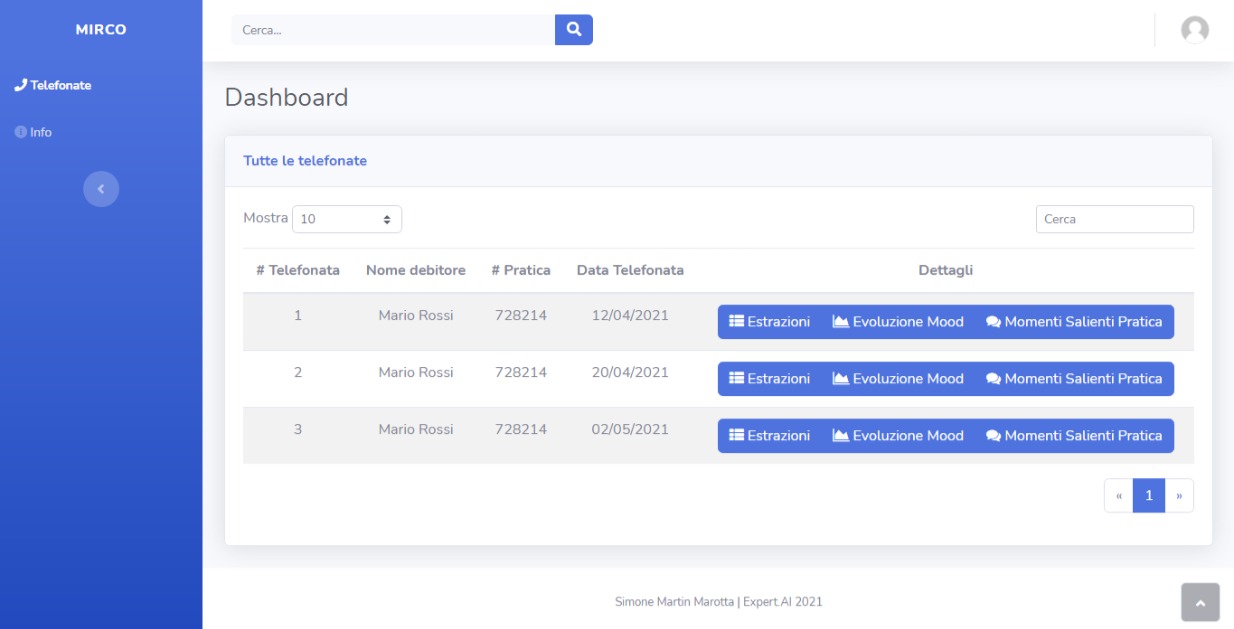 MIRCO
Cerca...
Telefonate
Info
Dashboard
Tutte le telefonate
Mostra 10
Cerca
# Telefonata Nome debitore # Pratica Data Telefonata Dettagli
1 Mario Rossi 728214 12/04/2021 Estrazioni Evoluzione Mood Momenti Salienti Pratica
2 Mario Rossi 728214 20/04/2021 Estrazioni Evoluzione Mood Momenti Salienti Pratica
3 Mario Rossi 728214 02/05/2021 Estrazioni Evoluzione Mood Momenti Salienti Pratica
« 1 »
Simone Martin Marotta | Expert.AI 2021